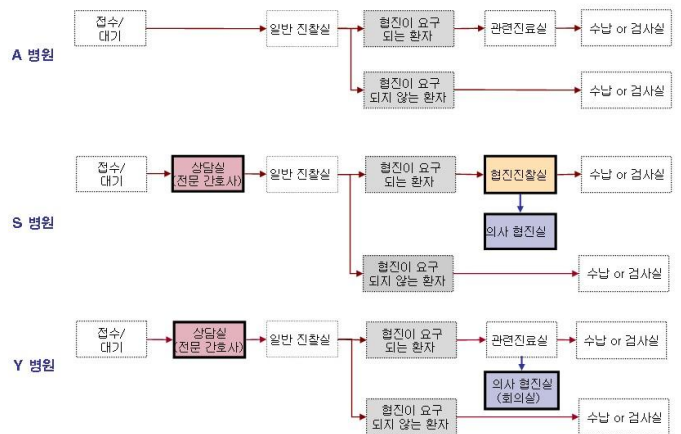 접수/
대기
일반 진찰실
협진이 요구
되는 환자
관련진료실
수납 or 검사실
A 병원
협진이 요구
되지 않는 환자
수납 or 검사실
접수/
대기
상담실
(전문 간호사)
일반 진찰실
협진이 요구
되는 환자
협진진찰실
수납 or 검사실
S 병원
의사 협진실
협진이 요구
되지 않는 환자
수납 or 검사실
접수/
대기
상담실
(전문 간호사)
일반 진찰실
협진이 요구
되는 환자
관련진료실
수납 or 검사실
Y 병원
의사 협진실
(회의실)
협진이 요구
되지 않는 환자
수납 or 검사실